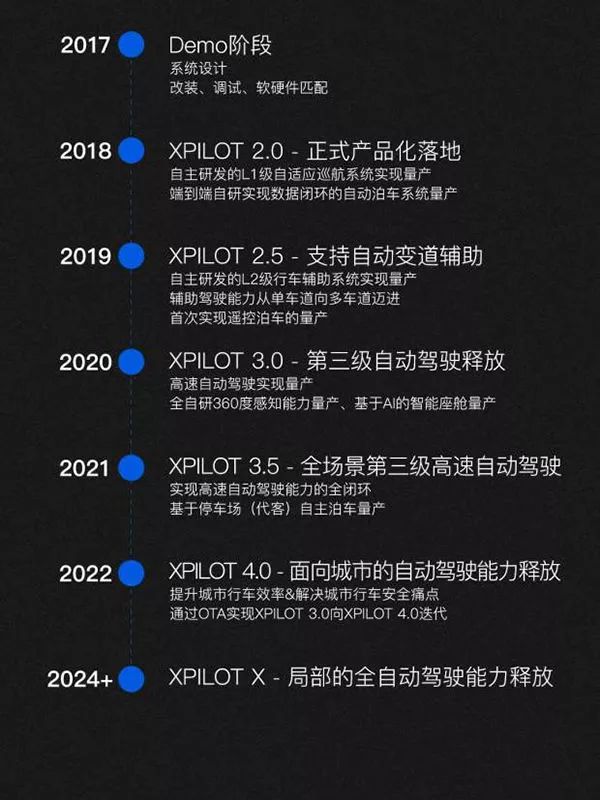 2017
Demo阶段
系统设计
改装、调试、软硬件匹配
2018
XPILOT 2.0 - 正式产品化落地
自主研发的L1级自适应巡航系统实现量产
端到端自研实现数据闭环的自动泊车系统量产
2019
XPILOT 2.5 - 支持自动变道辅助
自主研发的L2级行车辅助系统实现量产
辅助驾驶能力从单车道向多车道迈进
首次实现遥控泊车的量产
2020
XPILOT 3.0 - 第三级自动驾驶释放
高速自动驾驶实现量产
全自研360度感知能力量产、基于AI的智能座舱量产
2021
XPILOT 3.5 - 全场景第三级高速自动驾驶
实现高速自动驾驶能力的全闭环
基于停车场（代客）自主泊车量产
2022
XPILOT 4.0 - 面向城市的自动驾驶能力释放
提升城市行车效率&解决城市行车安全痛点
通过OTA实现XPILOT 3.0向XPILOT 4.0迭代
2024+
XPILOT X - 局部的全自动驾驶能力释放